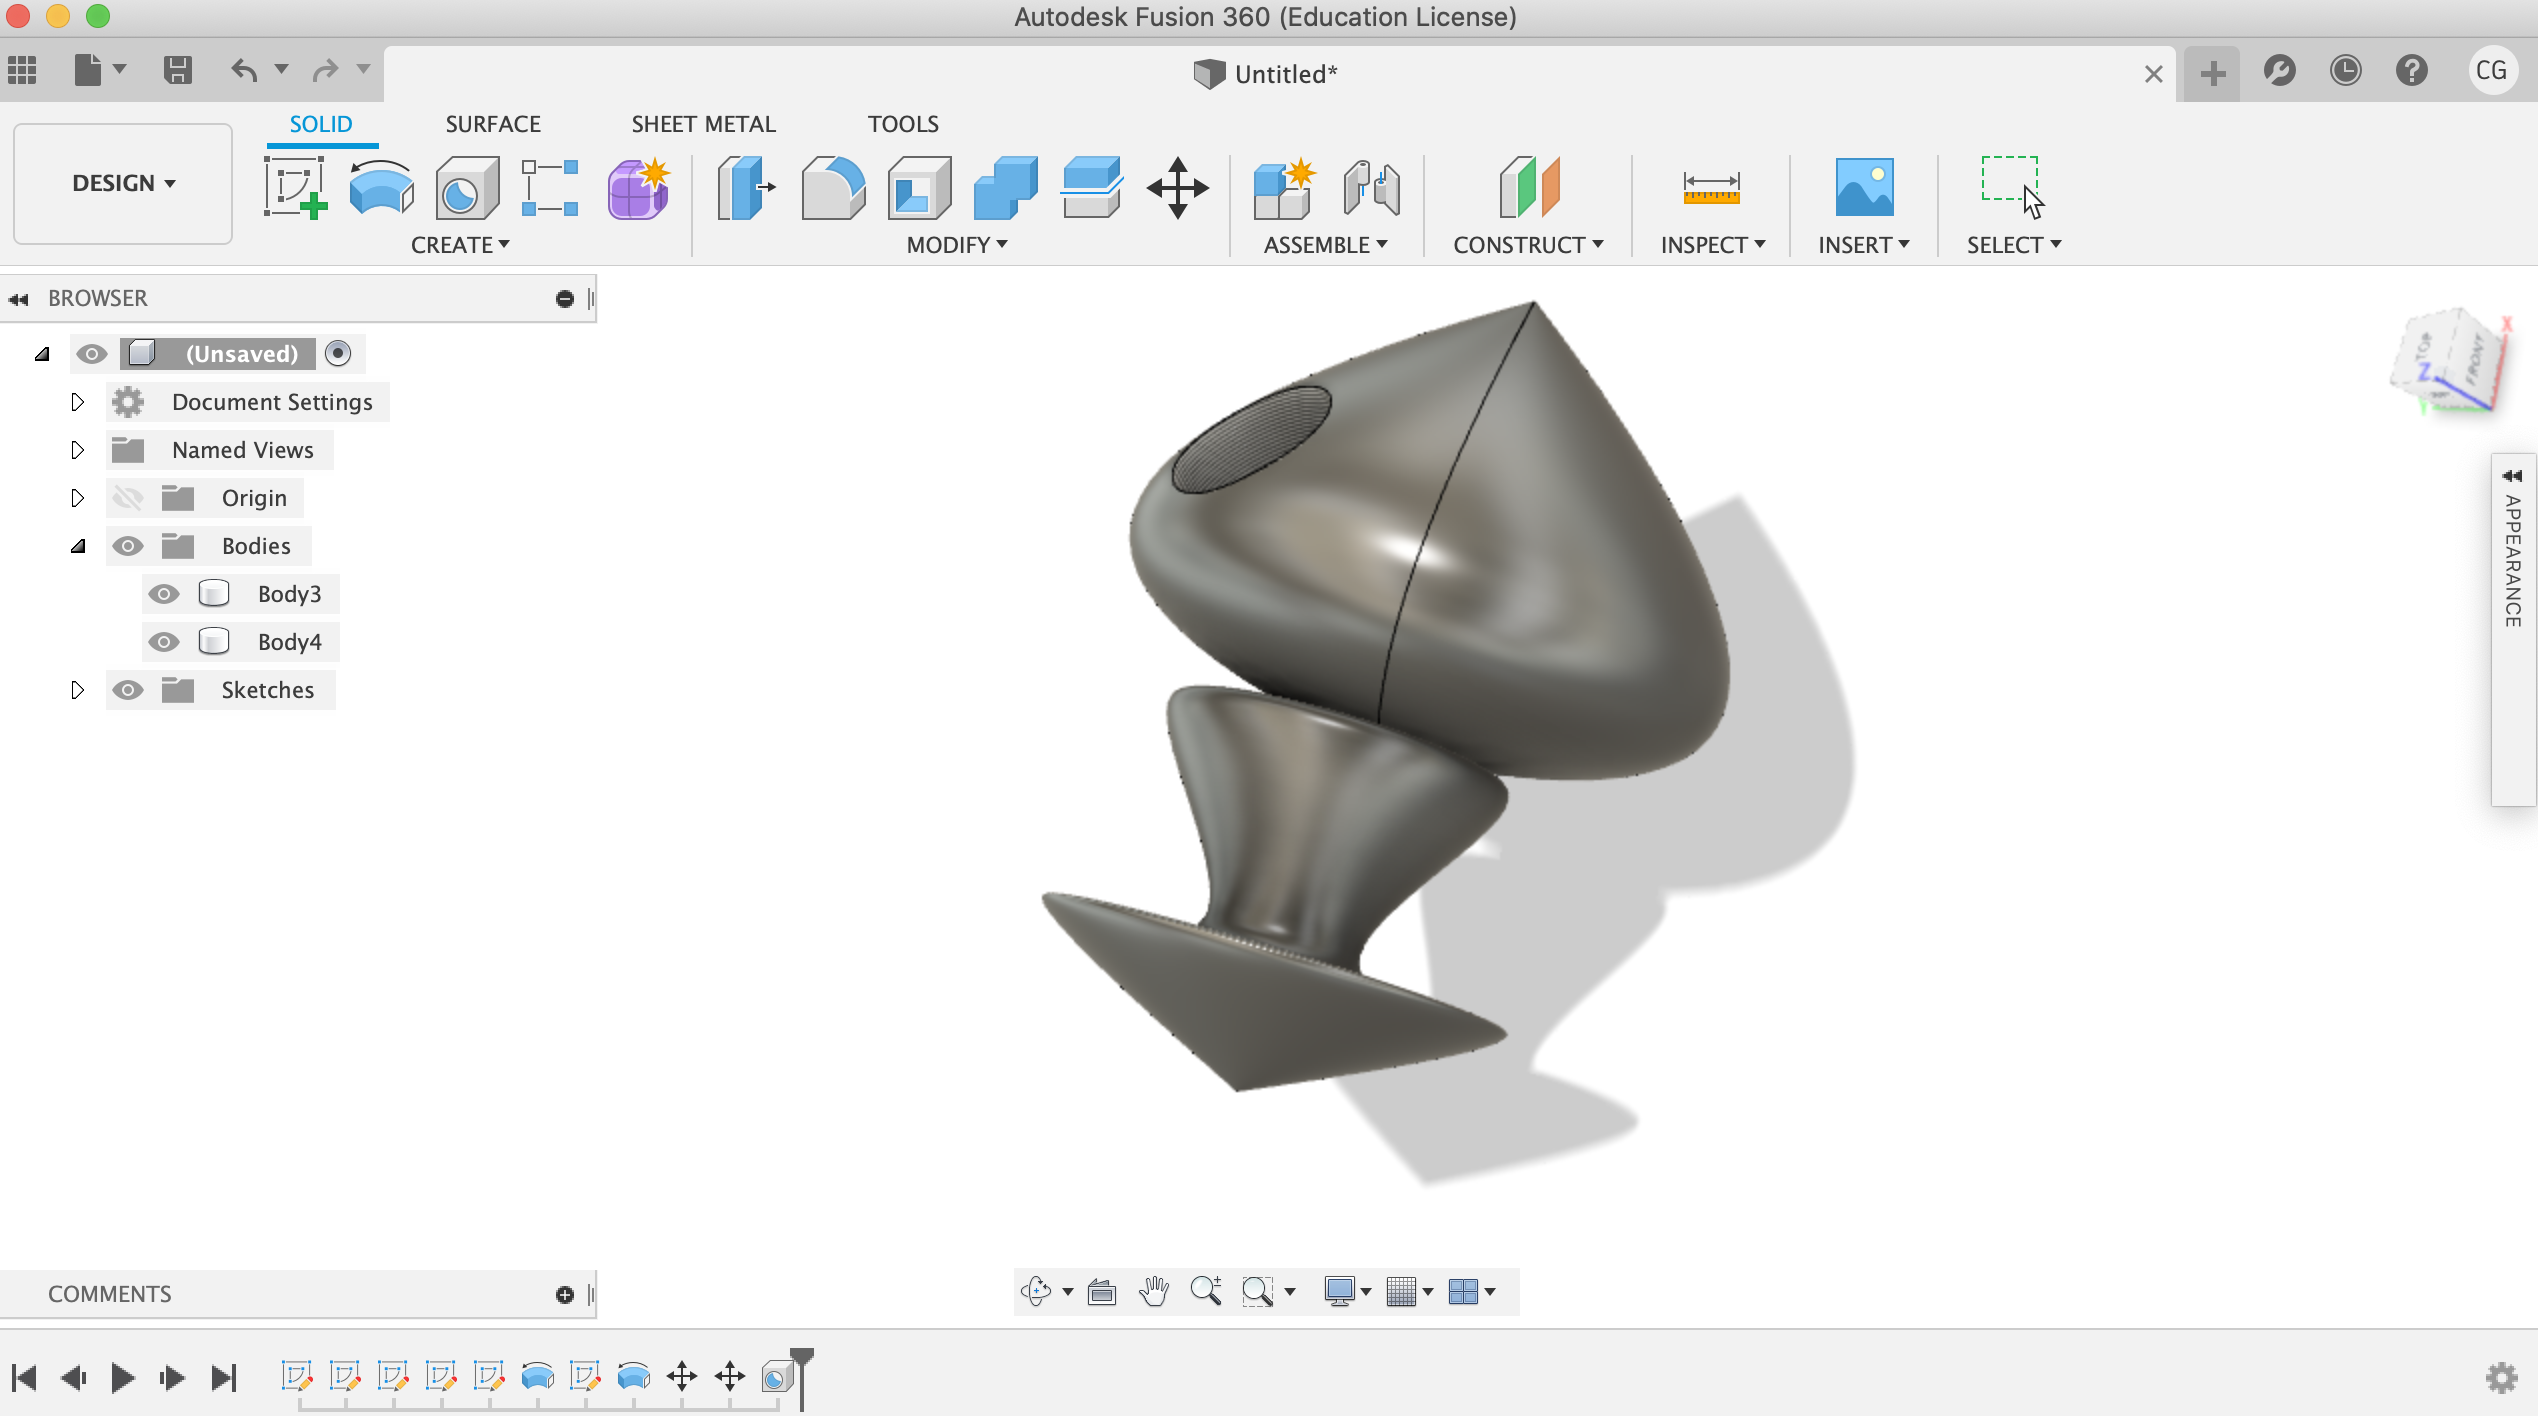 Autodesk Fusion 360 (Education License)
Untitled*
CG
SOLID
SURFACE
SHEET METAL
TOOLS
DESIGN
CREATE
MODIFY
ASSEMBLE
CONSTRUCT
INSPECT
INSERT
SELECT
BROWSER
(Unsaved)
Document Settings
Named Views
Origin
Bodies
Body3
Body4
Sketches
TOP
FRONT
X
Y
Z
APPEARANCE
COMMENTS